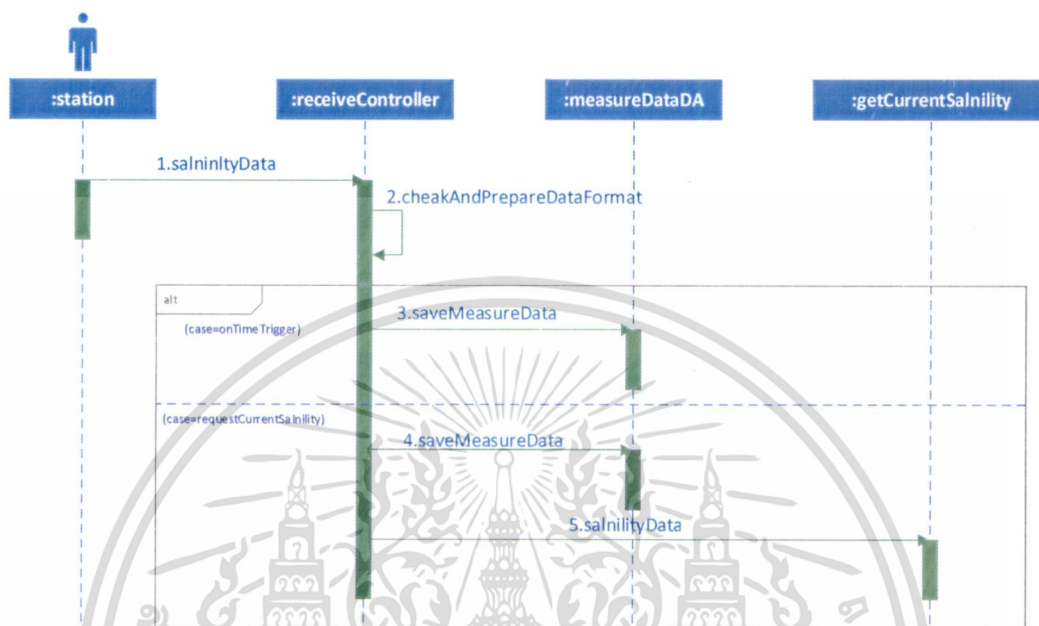 :station
:receiveController
:measureDataDA
:getCurrentSalnility
1.salninltyData
2.cheakAndPrepareDataFormat
alt
(case=onTimeTrigger)
3.saveMeasureData
(case=requestCurrentSalnility)
4.saveMeasureData
5.salnilityData